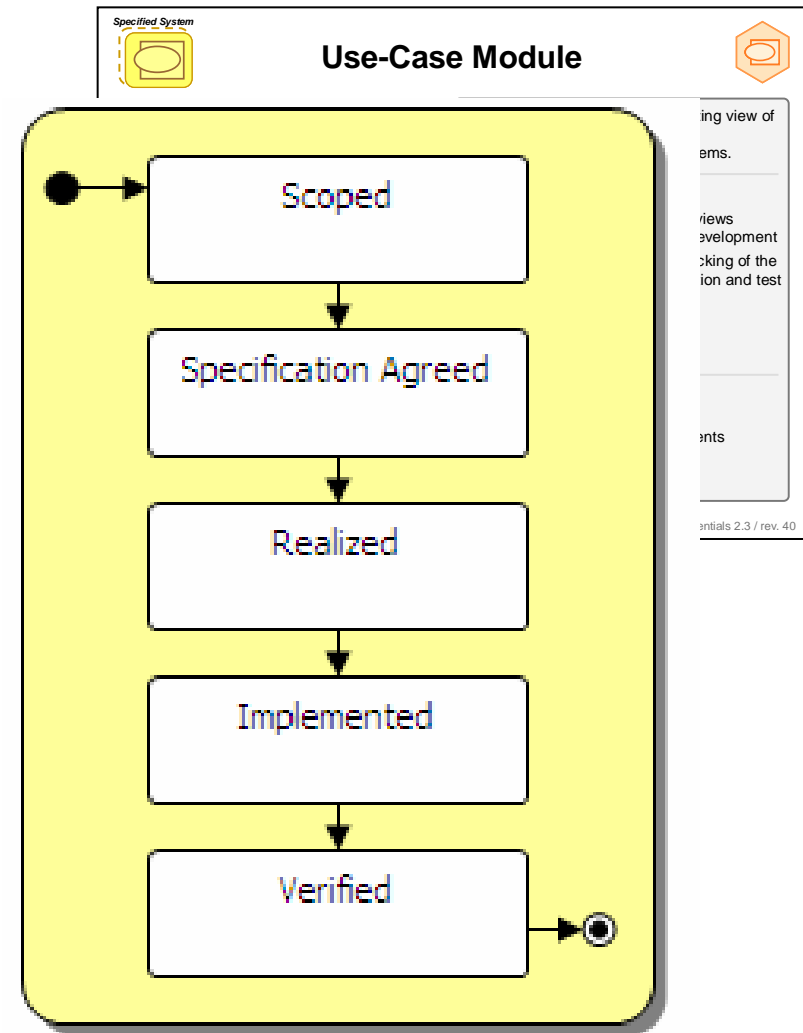 Specified System
Use-Case Module
ing view of
ems.
views
evelopment
cking of the
ion and test
ents
entials 2.3 / rev. 40
Scoped
Specification Agreed
Realized
Implemented
Verified